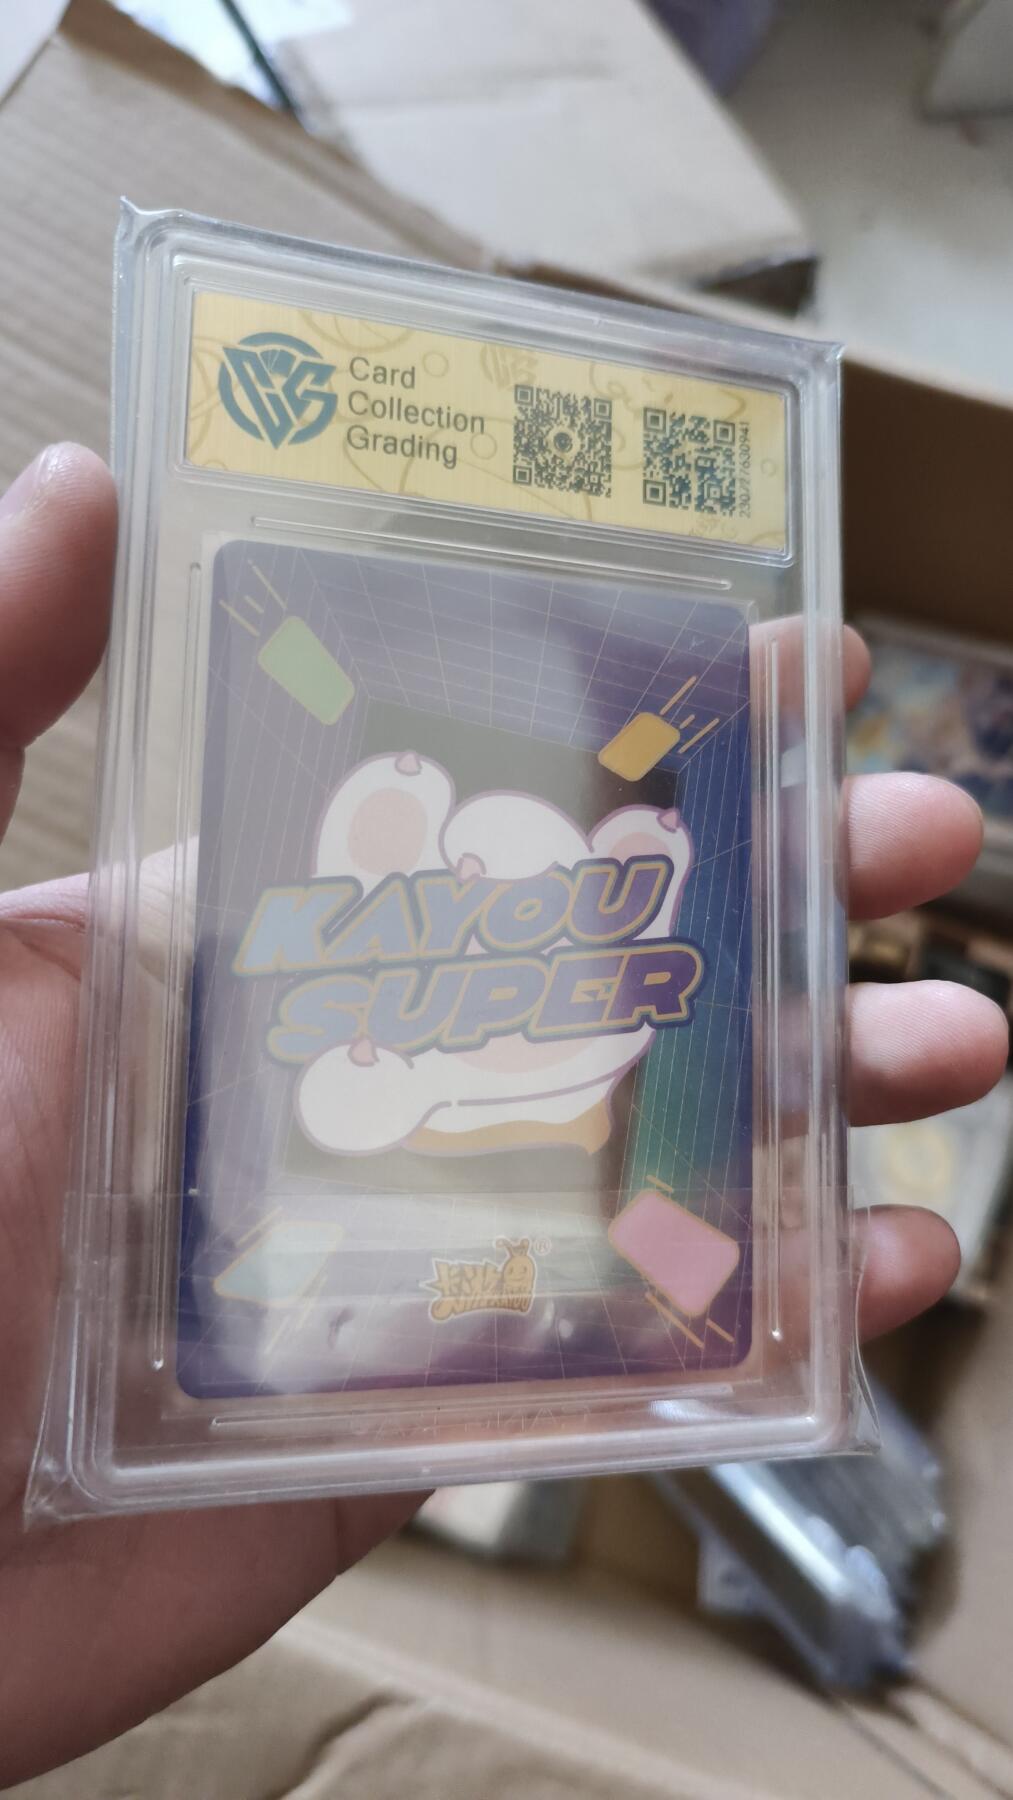 Card
Collection
Grading
KAYOU
SUPER
®